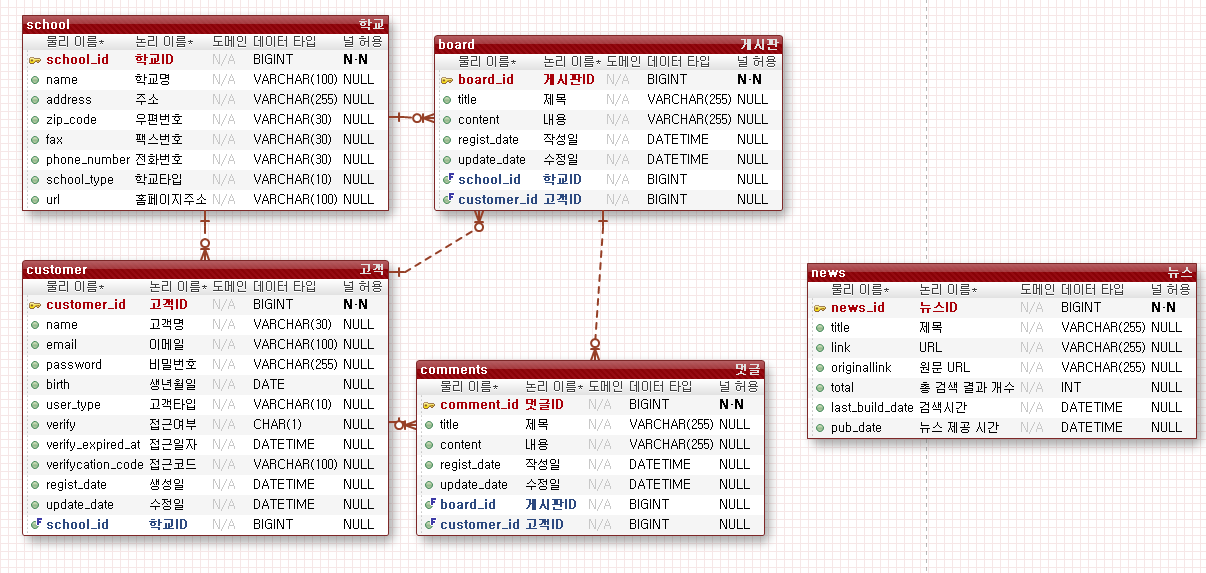 school 학교
물리 이름* 논리 이름* 도메인 데이터 타입 널 허용
school_id 학교ID N/A BIGINT N-N
name 학교명 N/A VARCHAR(100) NULL
address 주소 N/A VARCHAR(255) NULL
zip_code 우편번호 N/A VARCHAR(30) NULL
fax 팩스번호 N/A VARCHAR(30) NULL
phone_number 전화번호 N/A VARCHAR(30) NULL
school_type 학교타입 N/A VARCHAR(10) NULL
url 홈페이지주소 N/A VARCHAR(100) NULL
board 게시판
물리 이름* 논리 이름* 도메인 데이터 타입 널 허용
board_id 게시판ID N/A BIGINT N-N
title 제목 N/A VARCHAR(255) NULL
content 내용 N/A VARCHAR(255) NULL
regist_date 작성일 N/A DATETIME NULL
update_date 수정일 N/A DATETIME NULL
school_id 학교ID N/A BIGINT NULL
customer_id 고객ID N/A BIGINT NULL
customer 고객
물리 이름* 논리 이름* 도메인 데이터 타입 널 허용
customer_id 고객ID N/A BIGINT N-N
name 고객명 N/A VARCHAR(30) NULL
email 이메일 N/A VARCHAR(100) NULL
password 비밀번호 N/A VARCHAR(255) NULL
birth 생년월일 N/A DATE NULL
user_type 고객타입 N/A VARCHAR(10) NULL
verify 접근여부 N/A CHAR(1) NULL
verify_expired_at 접근일자 N/A DATETIME NULL
verifycation_code 접근코드 N/A VARCHAR(100) NULL
regist_date 생성일 N/A DATETIME NULL
update_date 수정일 N/A DATETIME NULL
school_id 학교ID N/A BIGINT NULL
comments 댓글
물리 이름* 논리 이름* 도메인 데이터 타입 널 허용
comment_id 댓글ID N/A BIGINT N-N
title 제목 N/A VARCHAR(255) NULL
content 내용 N/A VARCHAR(255) NULL
regist_date 작성일 N/A DATETIME NULL
update_date 수정일 N/A DATETIME NULL
board_id 게시판ID N/A BIGINT NULL
customer_id 고객ID N/A BIGINT NULL
news 뉴스
물리 이름* 논리 이름* 도메인 데이터 타입 널 허용
news_id 뉴스ID N/A BIGINT N-N
title 제목 N/A VARCHAR(255) NULL
link URL N/A VARCHAR(255) NULL
originallink 원문 URL N/A VARCHAR(255) NULL
total 총 검색 결과 개수 N/A INT NULL
last_build_date 검색시간 N/A DATETIME NULL
pub_date 뉴스 제공 시간 N/A DATETIME NULL